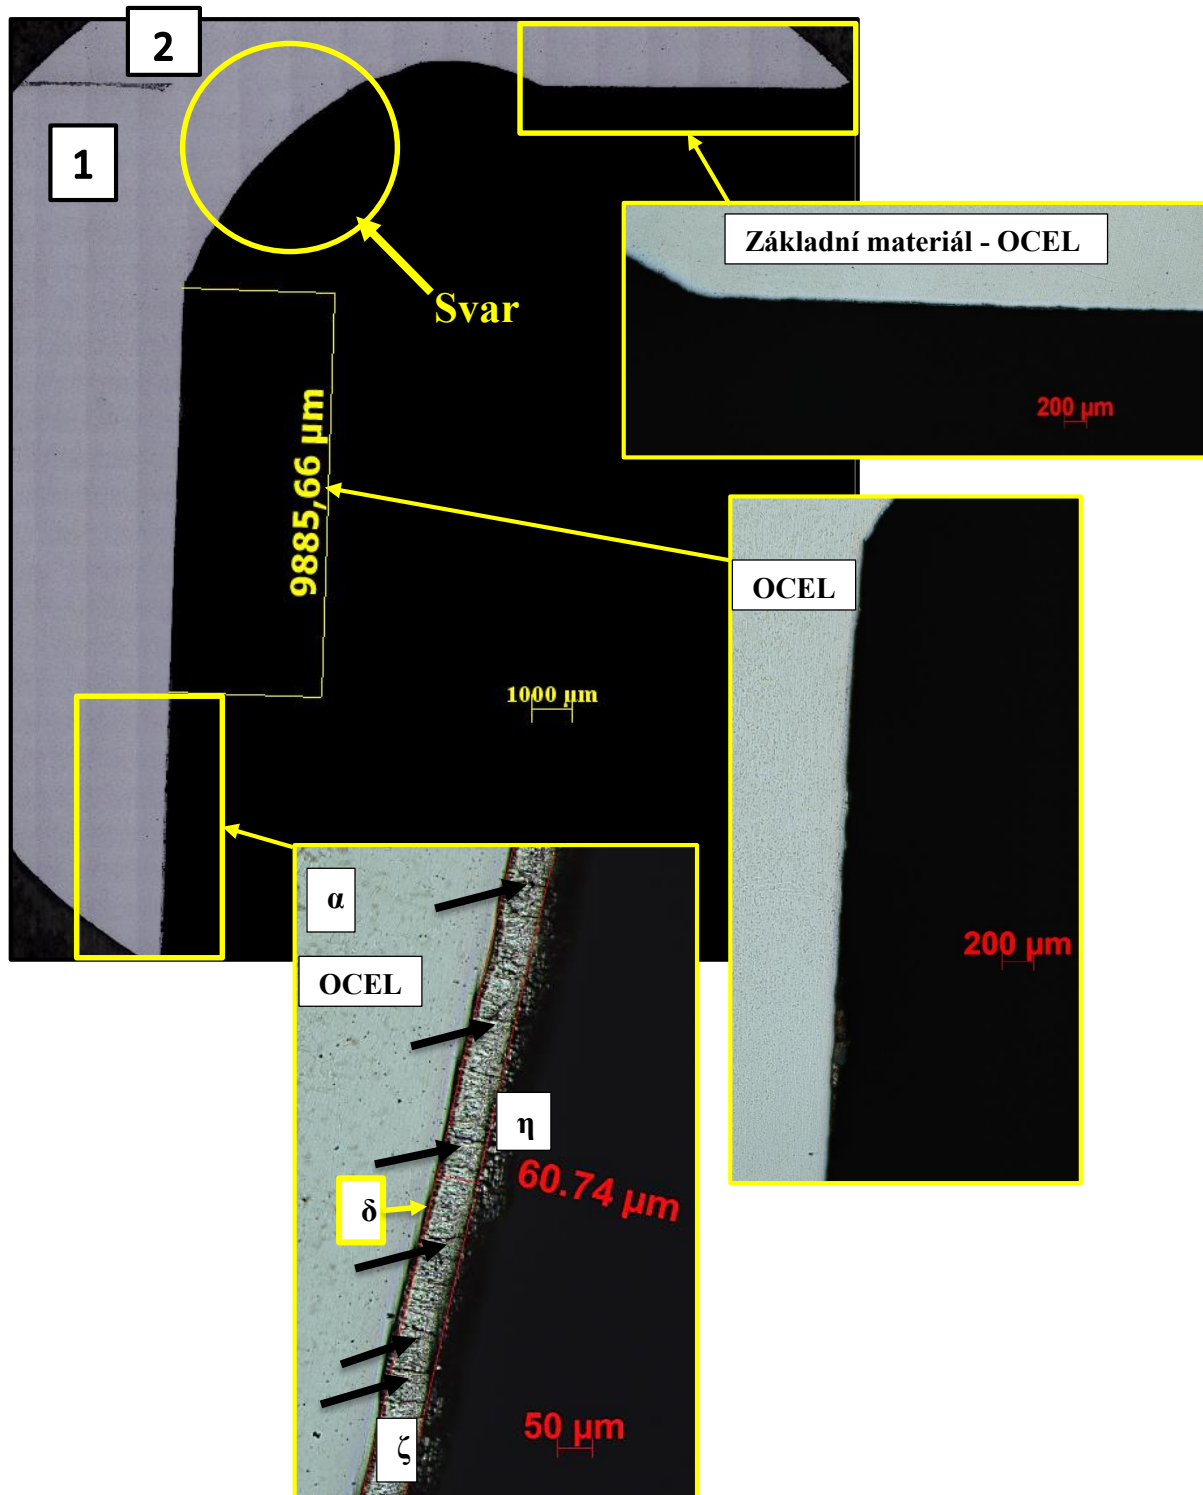 2
1
Svar
Základní materiál - OCEL
200 µm
9885,66 µm
OCEL
1000 µm
200 µm
α
OCEL
η
60.74 µm
δ
50 µm
ζ